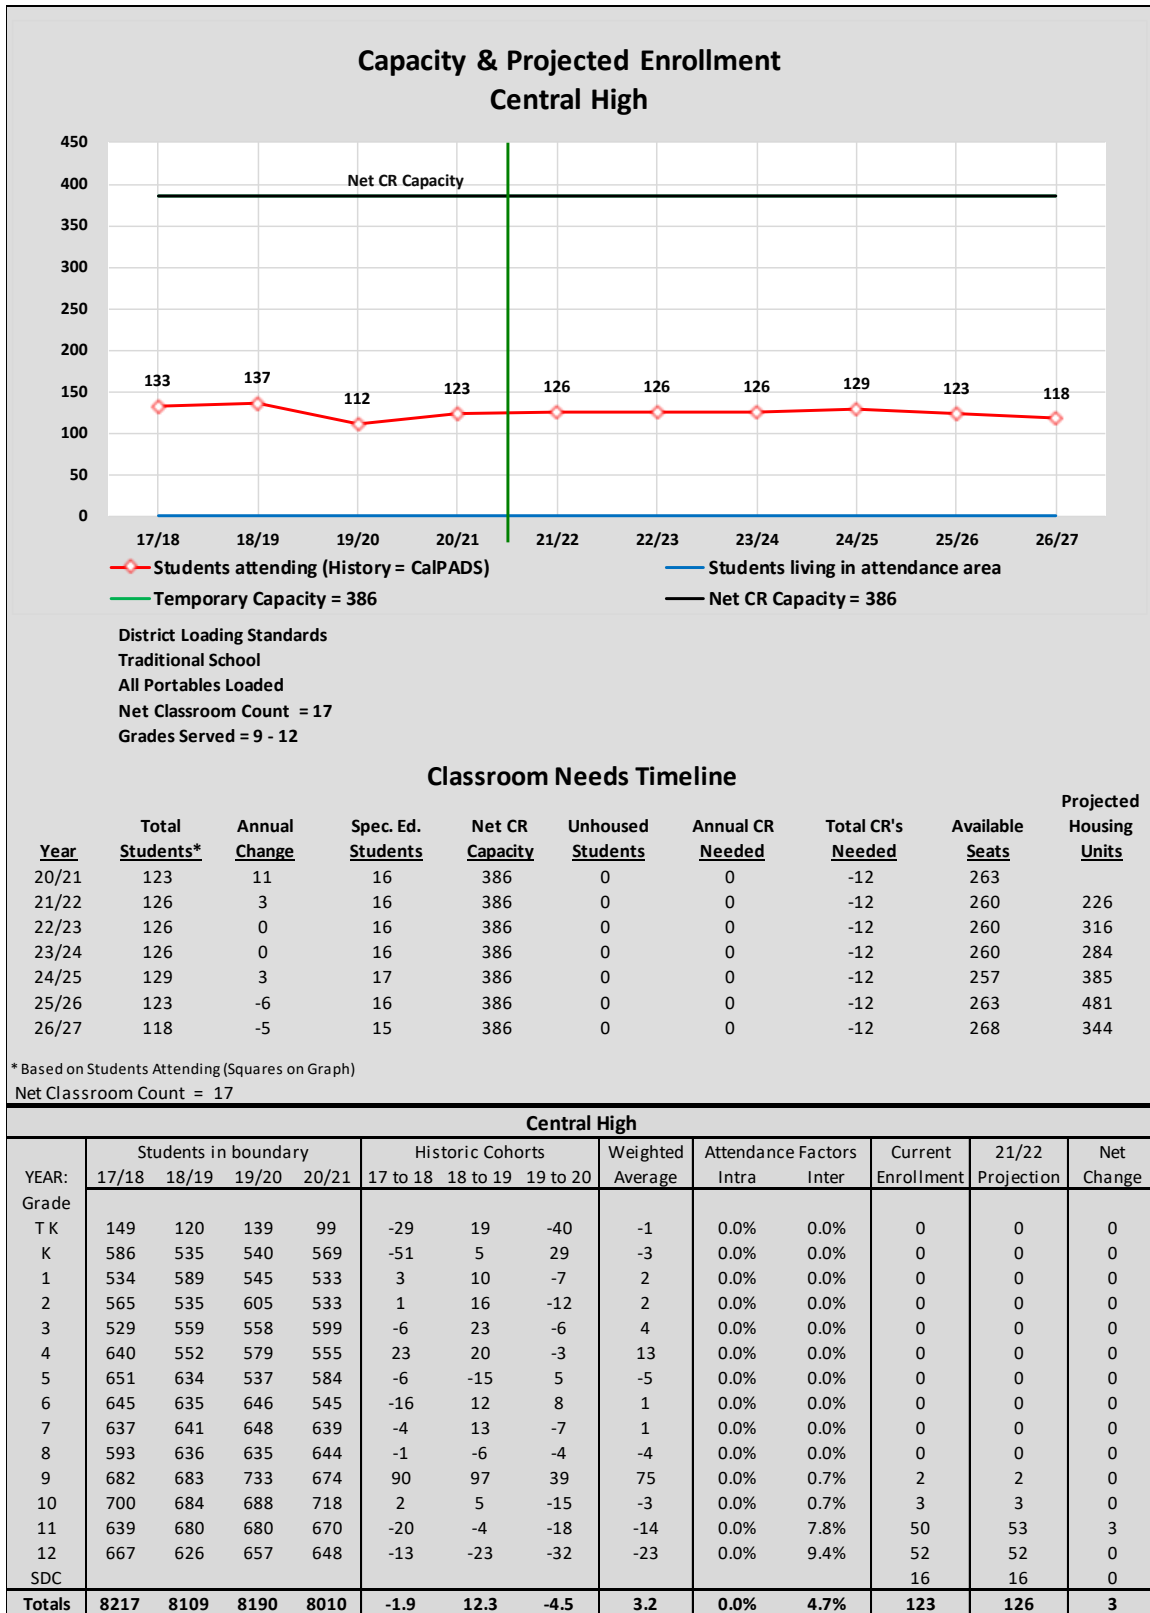 Capacity & Projected Enrollment
Central High
450
400
350
300
250
200
150
100
50
0
Net CR Capacity
133 137 112 123 126 126 126 129 123 118
17/18 18/19 19/20 20/21 21/22 22/23 23/24 24/25 25/26 26/27
Students attending (History = CalPADS) Students living in attendance area
Temporary Capacity = 386 Net CR Capacity = 386
District Loading Standards
Traditional School
All Portables Loaded
Net Classroom Count = 17
Grades Served = 9 - 12
Classroom Needs Timeline
Projected
Total Annual Spec. Ed. Net CR Unhoused Annual CR Total CR's Available Housing
Year Students* Change Students Capacity Students Needed Needed Seats Units
20/21 123 11 16 386 0 0 -12 263
21/22 126 3 16 386 0 0 -12 260 226
22/23 126 0 16 386 0 0 -12 260 316
23/24 126 0 16 386 0 0 -12 260 284
24/25 129 3 17 386 0 0 -12 257 385
25/26 123 -6 16 386 0 0 -12 263 481
26/27 118 -5 15 386 0 0 -12 268 344
* Based on Students Attending (Squares on Graph)
Net Classroom Count = 17
Central High
Students in boundary Historic Cohorts Weighted Attendance Factors Current 21/22 Net
YEAR: 17/18 18/19 19/20 20/21 17 to 18 18 to 19 19 to 20 Average Intra Inter Enrollment Projection Change
Grade
TK 149 120 139 99 -29 19 -40 -1 0.0% 0.0% 0 0 0
K 586 535 540 569 -51 5 29 -3 0.0% 0.0% 0 0 0
1 534 589 545 533 3 10 -7 2 0.0% 0.0% 0 0 0
2 565 535 605 533 1 16 -12 2 0.0% 0.0% 0 0 0
3 529 559 558 599 -6 23 -6 4 0.0% 0.0% 0 0 0
4 640 552 579 555 23 20 -3 13 0.0% 0.0% 0 0 0
5 651 634 537 584 -6 -15 5 -5 0.0% 0.0% 0 0 0
6 645 635 646 545 -16 12 8 1 0.0% 0.0% 0 0 0
7 637 641 648 639 -4 13 -7 1 0.0% 0.0% 0 0 0
8 593 636 635 644 -1 -6 -4 -4 0.0% 0.0% 0 0 0
9 682 683 733 674 90 97 39 75 0.0% 0.7% 2 2 0
10 700 684 688 718 2 5 -15 -3 0.0% 0.7% 3 3 0
11 639 680 680 670 -20 -4 -18 -14 0.0% 7.8% 50 53 3
12 667 626 657 648 -13 -23 -32 -23 0.0% 9.4% 52 52 0
SDC 16 16 0
Totals 8217 8109 8190 8010 -1.9 12.3 -4.5 3.2 0.0% 4.7% 123 126 3